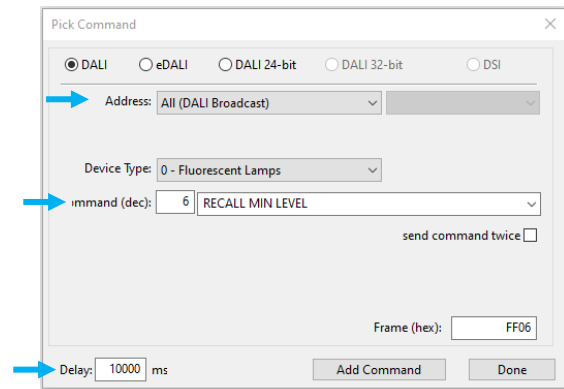 Pick Command
DALI eDALI DALI 24-bit DALI 32-bit DSI
Address: All (DALI Broadcast)
Device Type: 0 - Fluorescent Lamps
ommand (dec): 6 RECALL MIN LEVEL
send command twice
Frame (hex): FF06
Delay: 10000 ms Add Command Done